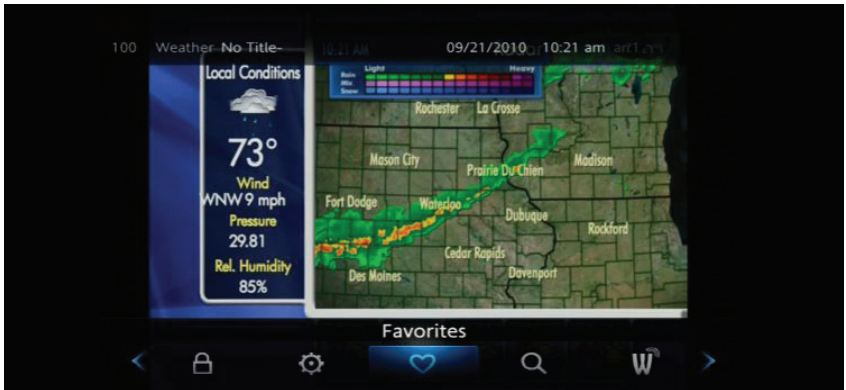 100 Weather No Title- 09/21/2010 10:21 am
10:21 AM
Local Conditions
73°
Wind
WNW 9 mph
Pressure
29.81
Rel. Humidity
85%
Light Heavy
Rain
Mix
Snow
Rochester La Crosse
Mason City Prairie Du Chien Madison
Fort Dodge Waterloo Dubuque Rockford
Cedar Rapids
Des Moines Davenport
Favorites
W